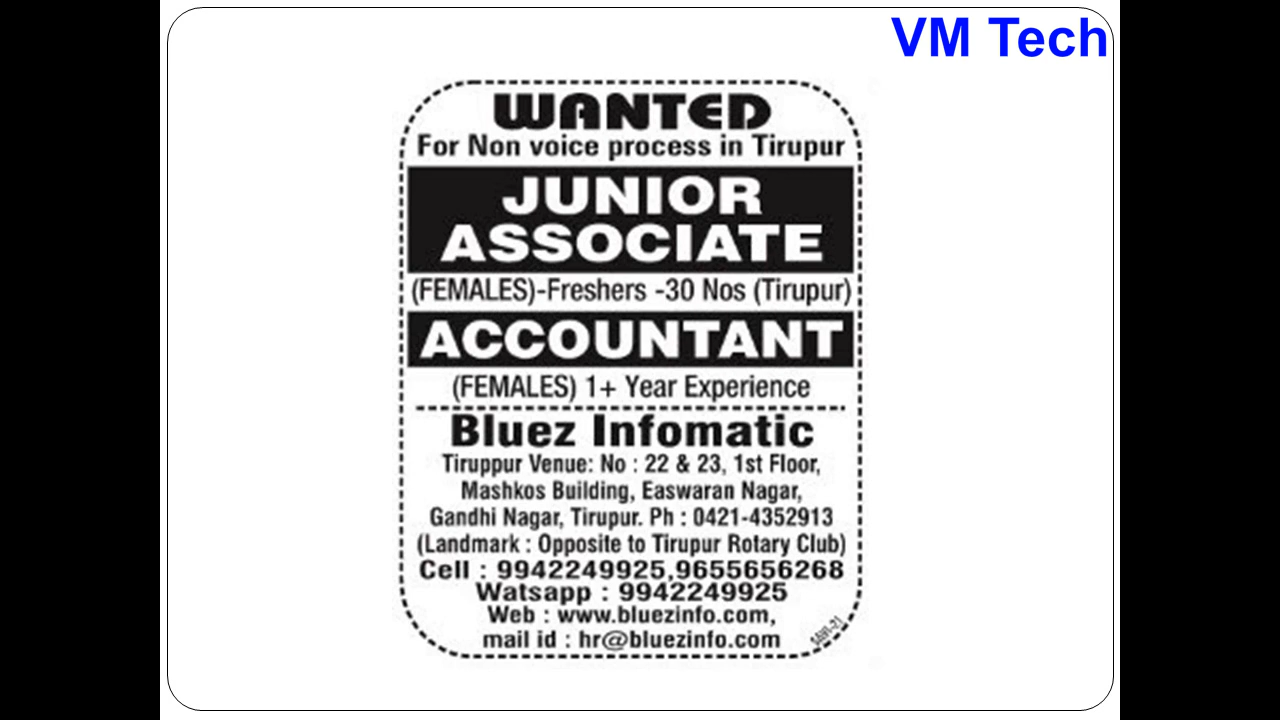 VM Tech
WANTED
For Non voice process in Tirupur
JUNIOR
ASSOCIATE
(FEMALES)-Freshers -30 Nos (Tirupur)
ACCOUNTANT
(FEMALES) 1+ Year Experience
Bluez Infomatic
Tiruppur Venue: No : 22 & 23, 1st Floor,
Mashkos Building, Easwaran Nagar,
Gandhi Nagar, Tirupur. Ph : 0421-4352913
(Landmark : Opposite to Tirupur Rotary Club)
Cell : 9942249925,9655656268
Watsapp : 9942249925
Web : www.bluezinfo.com,
mail id : hr@bluezinfo.com